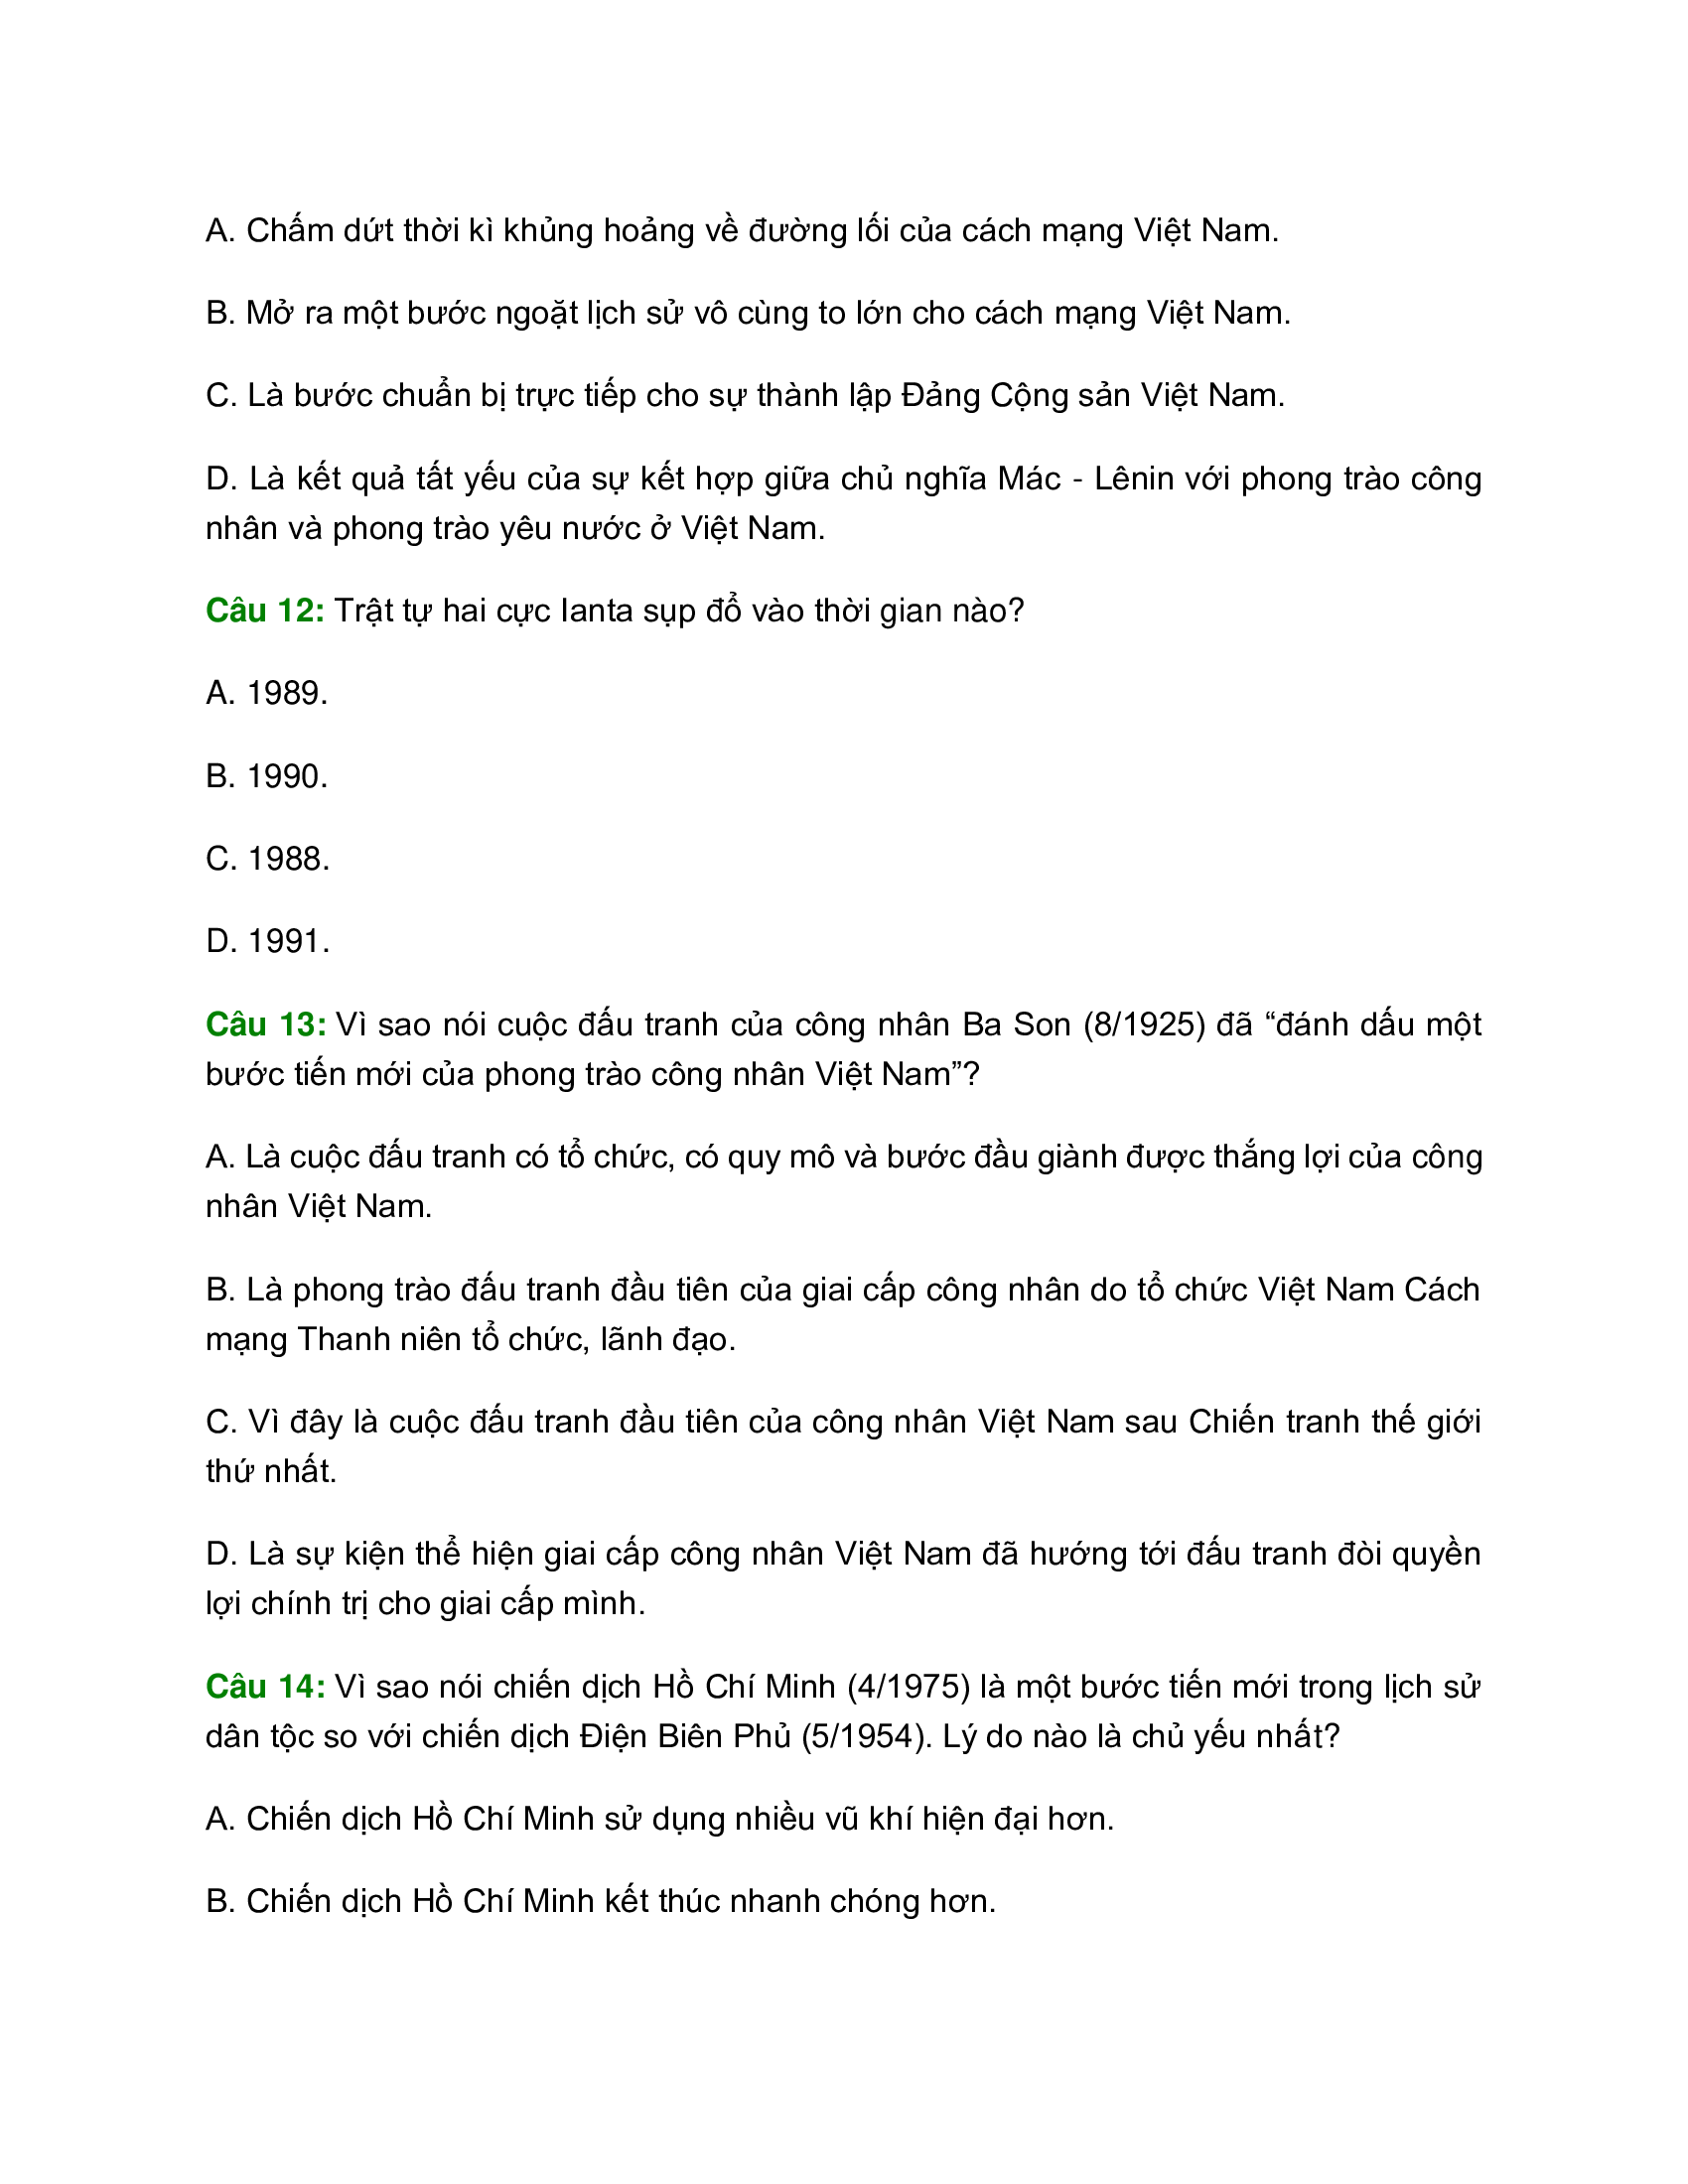 A. Chấm dứt thời kì khủng hoảng về đường lối của cách mạng Việt Nam.
B. Mở ra một bước ngoặt lịch sử vô cùng to lớn cho cách mạng Việt Nam.
C. Là bước chuẩn bị trực tiếp cho sự thành lập Đảng Cộng sản Việt Nam.
D. Là kết quả tất yếu của sự kết hợp giữa chủ nghĩa Mác - Lênin với phong trào công
nhân và phong trào yêu nước ở Việt Nam.
Câu 12: Trật tự hai cực Ianta sụp đổ vào thời gian nào?
A. 1989.
B. 1990.
C. 1988.
D. 1991.
Câu 13: Vì sao nói cuộc đấu tranh của công nhân Ba Son (8/1925) đã “đánh dấu một
bước tiến mới của phong trào công nhân Việt Nam”?
A. Là cuộc đấu tranh có tổ chức, có quy mô và bước đầu giành được thắng lợi của công
nhân Việt Nam.
B. Là phong trào đấu tranh đầu tiên của giai cấp công nhân do tổ chức Việt Nam Cách
mạng Thanh niên tổ chức, lãnh đạo.
C. Vì đây là cuộc đấu tranh đầu tiên của công nhân Việt Nam sau Chiến tranh thế giới
thứ nhất.
D. Là sự kiện thể hiện giai cấp công nhân Việt Nam đã hướng tới đấu tranh đòi quyền
lợi chính trị cho giai cấp mình.
Câu 14: Vì sao nói chiến dịch Hồ Chí Minh (4/1975) là một bước tiến mới trong lịch sử
dân tộc so với chiến dịch Điện Biên Phủ (5/1954). Lý do nào là chủ yếu nhất?
A. Chiến dịch Hồ Chí Minh sử dụng nhiều vũ khí hiện đại hơn.
B. Chiến dịch Hồ Chí Minh kết thúc nhanh chóng hơn.